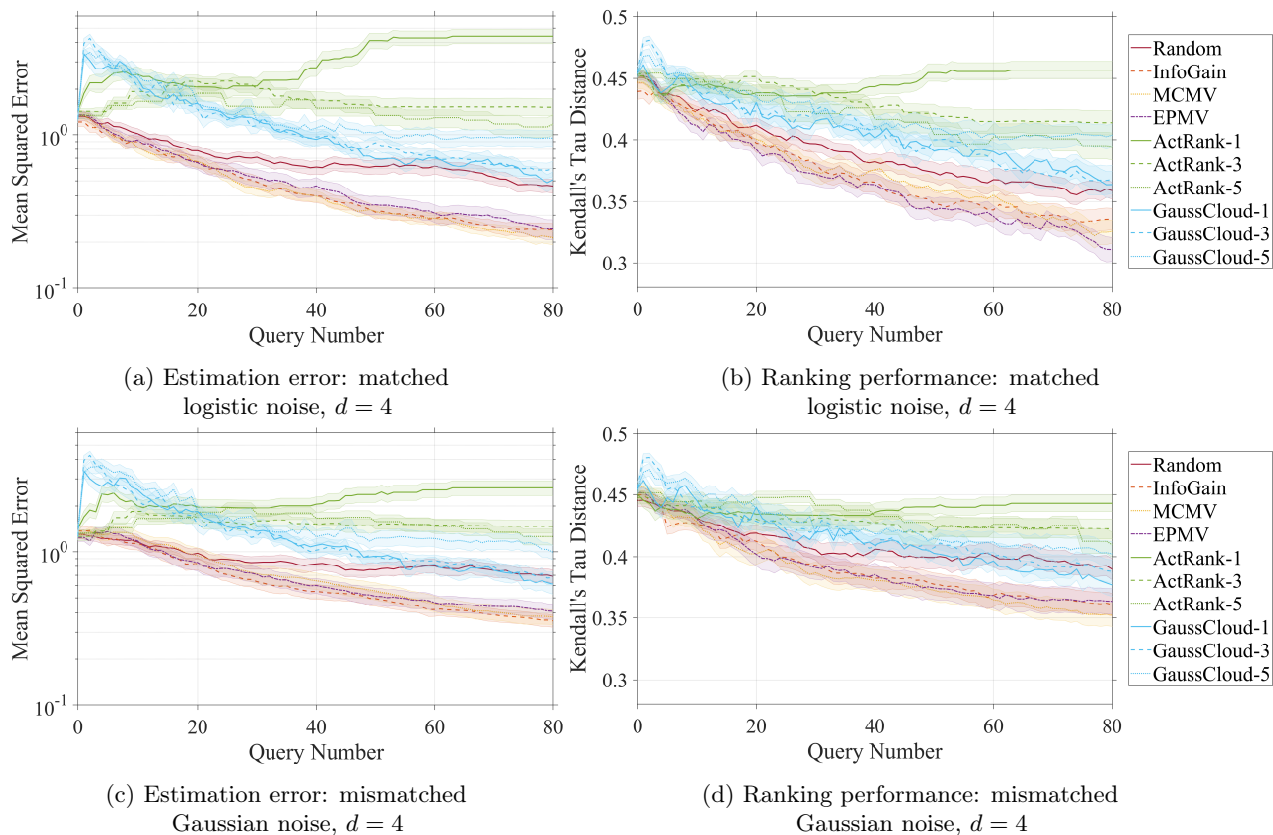 Mean Squared Error
10^0
10^-1
0 20 40 60 80
Query Number
(a) Estimation error: matched
logistic noise, d = 4
Kendall's Tau Distance
0.5
0.45
0.4
0.35
0.3
0 20 40 60 80
Query Number
(b) Ranking performance: matched
logistic noise, d = 4
Random
InfoGain
MCMV
EPMV
ActRank-1
ActRank-3
ActRank-5
GaussCloud-1
GaussCloud-3
GaussCloud-5
Mean Squared Error
10^0
10^-1
0 20 40 60 80
Query Number
(c) Estimation error: mismatched
Gaussian noise, d = 4
Kendall's Tau Distance
0.5
0.45
0.4
0.35
0.3
0 20 40 60 80
Query Number
(d) Ranking performance: mismatched
Gaussian noise, d = 4
Random
InfoGain
MCMV
EPMV
ActRank-1
ActRank-3
ActRank-5
GaussCloud-1
GaussCloud-3
GaussCloud-5